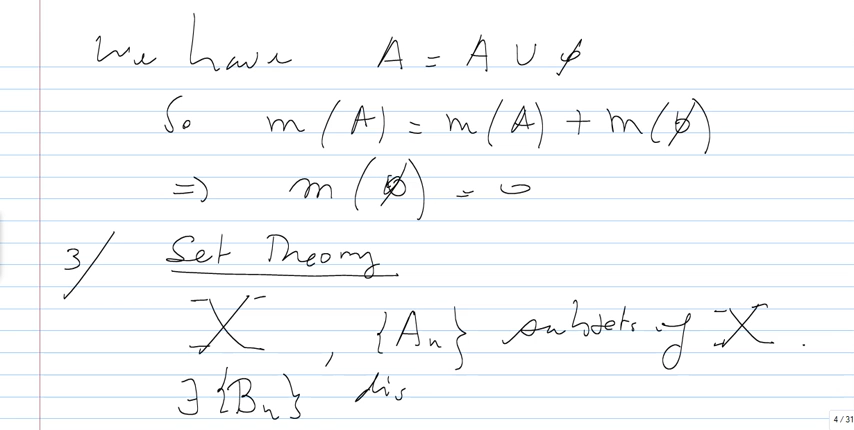 We have A = A ∪ ϕ
So m(A) = m(A) + m(ϕ)
=> m(ϕ) = 0
3/ Set Theory
X, {Aₙ} subsets of X.
∃ {Bₙ} dis
4 / 31